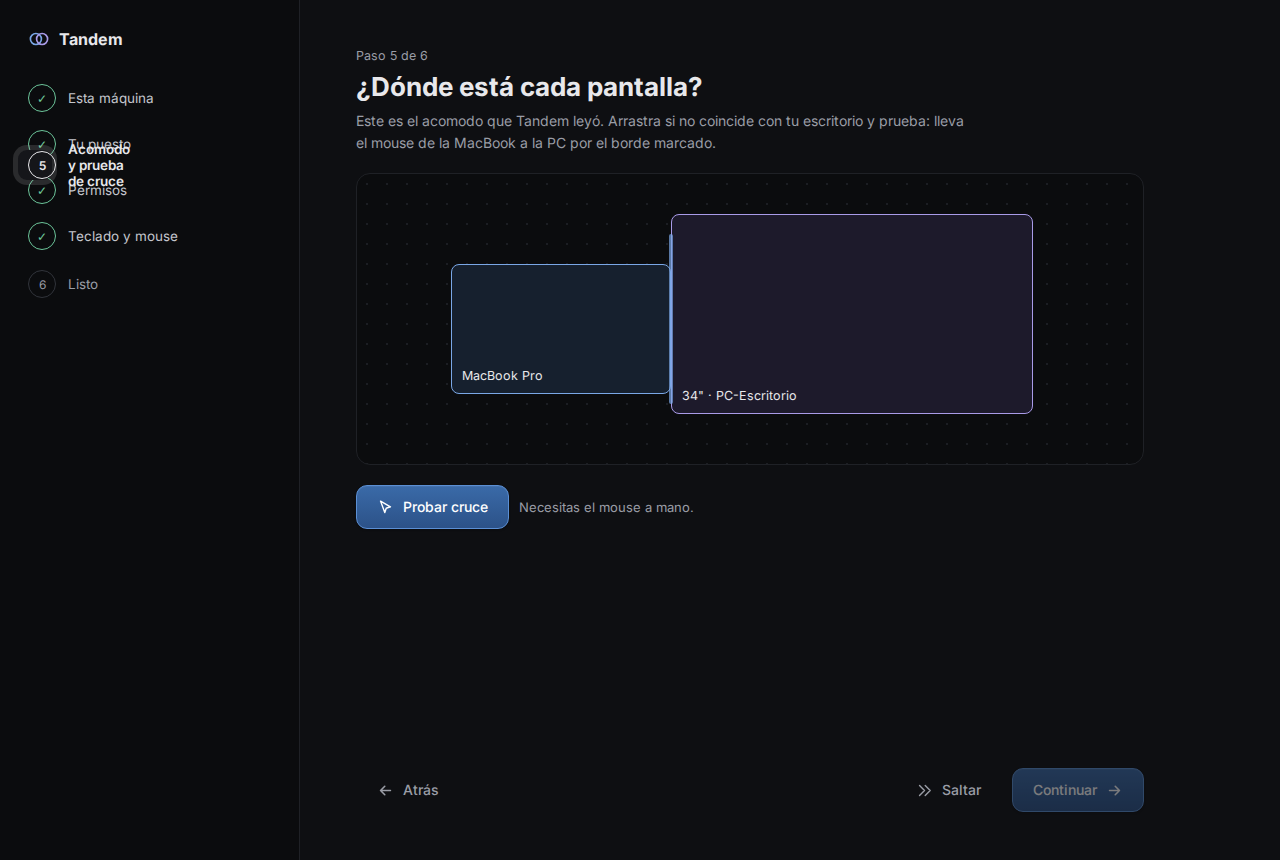 Tandem
✓ Esta máquina
✓ Tu puesto
5 Acomodo
y prueba
de cruce
✓ Permisos
✓ Teclado y mouse
6 Listo
Paso 5 de 6
¿Dónde está cada pantalla?
Este es el acomodo que Tandem leyó. Arrastra si no coincide con tu escritorio y prueba: lleva
el mouse de la MacBook a la PC por el borde marcado.
MacBook Pro
34" · PC-Escritorio
Probar cruce
Necesitas el mouse a mano.
Atrás
Saltar
Continuar